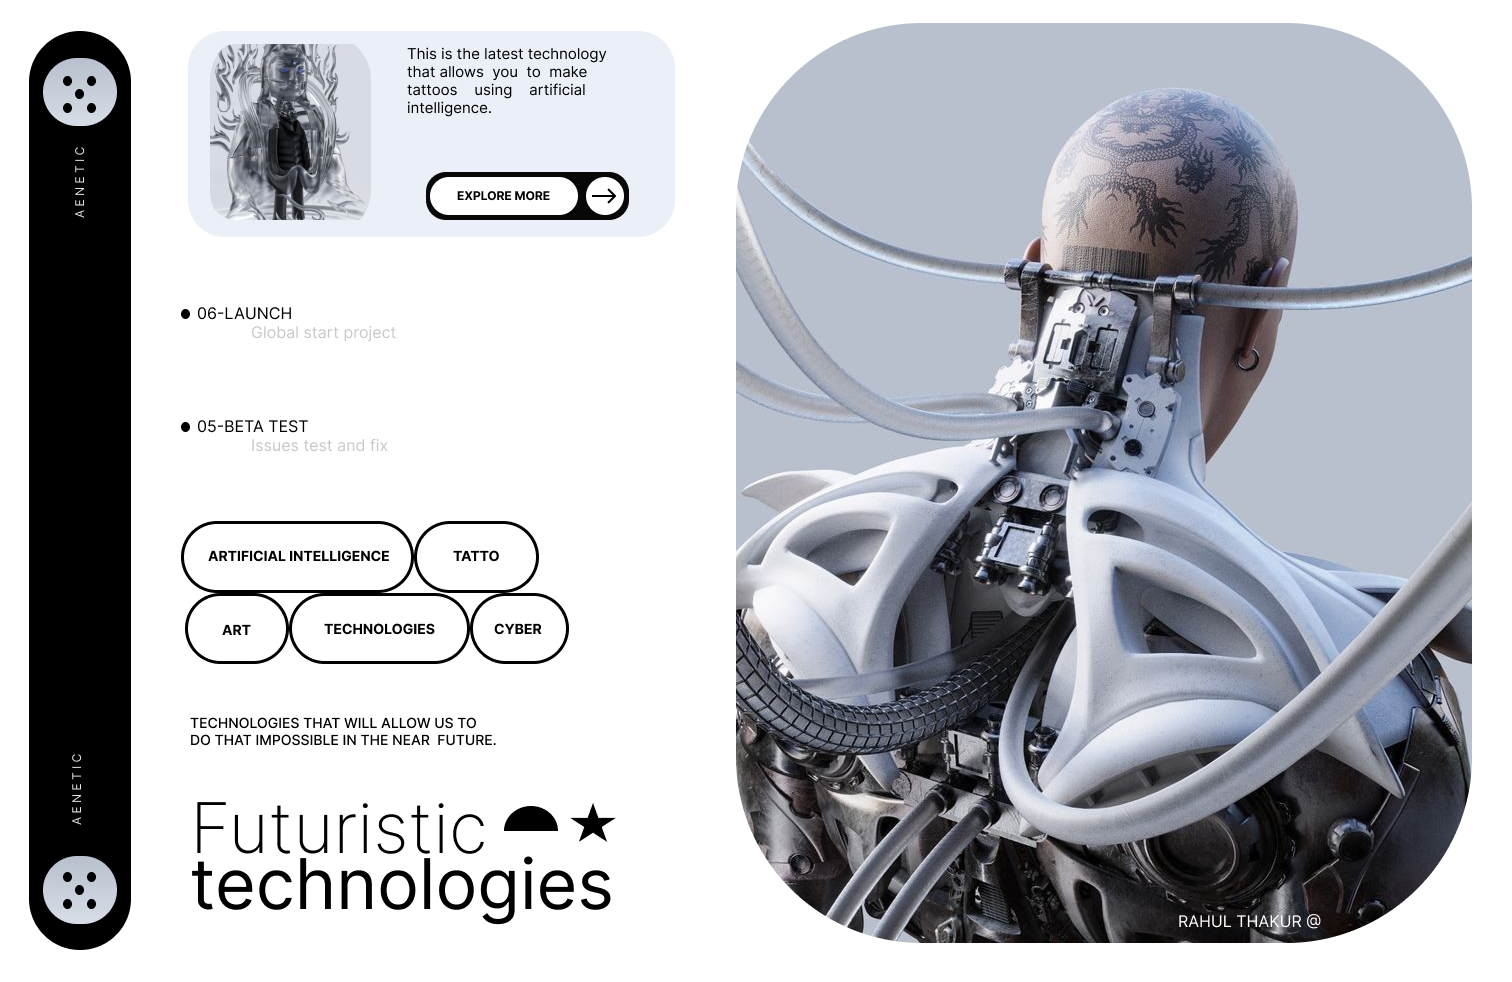 AENETIC
This is the latest technology
that allows you to make
tattoos using artificial
intelligence.
EXPLORE MORE
06-LAUNCH
Global start project
05-BETA TEST
Issues test and fix
ARTIFICIAL INTELLIGENCE
TATTO
ART
TECHNOLOGIES
CYBER
TECHNOLOGIES THAT WILL ALLOW US TO
DO THAT IMPOSSIBLE IN THE NEAR FUTURE.
AENETIC
Futuristic
technologies
RAHUL THAKUR @